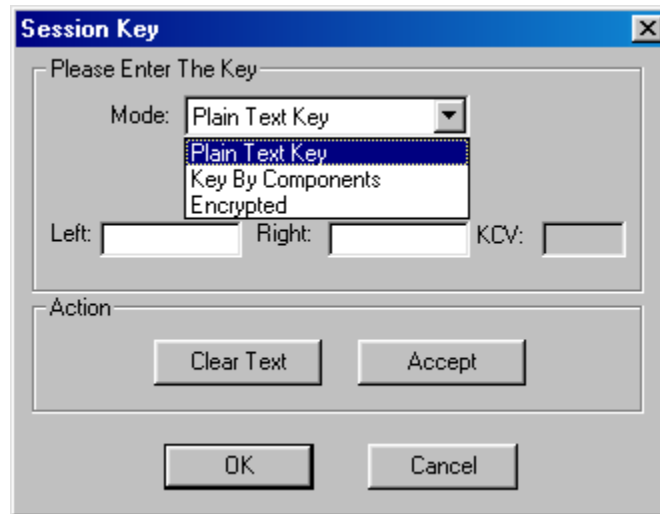 Session Key
Please Enter The Key
Mode: Plain Text Key
Plain Text Key
Key By Components
Encrypted
Left: Right: KCV:
Action
Clear Text Accept
OK Cancel